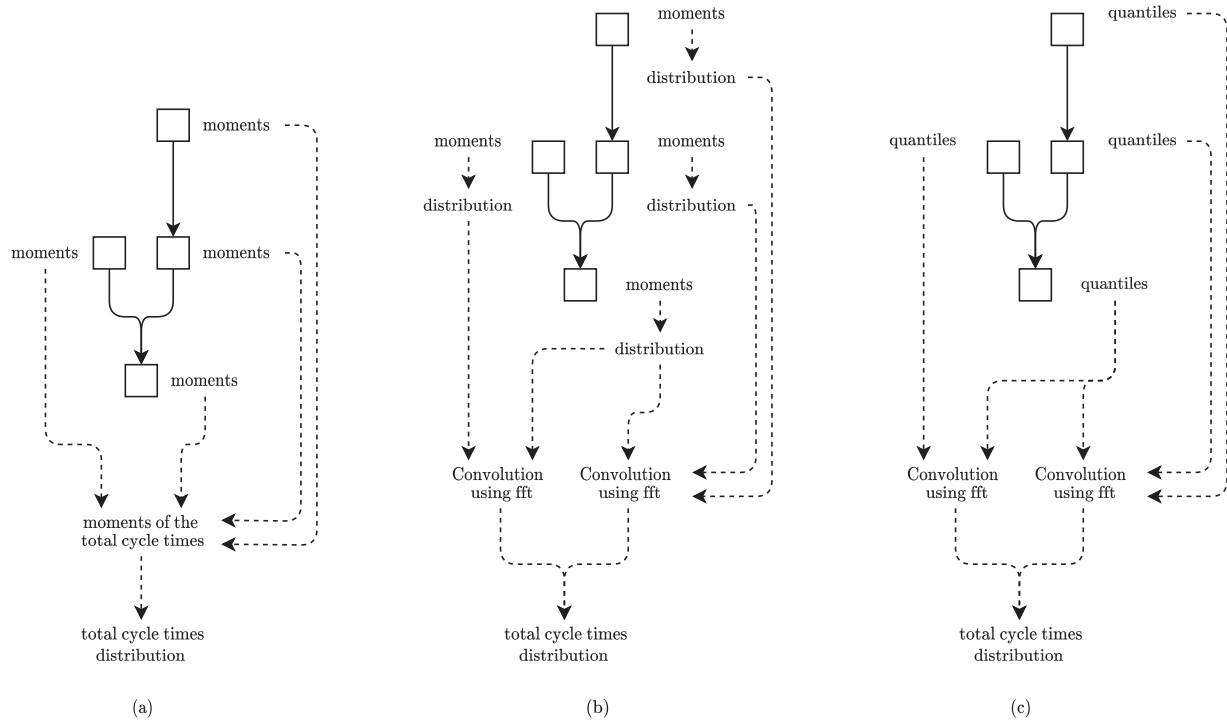 moments
moments
moments
moments
moments of the
total cycle times
total cycle times
distribution
(a)
moments
distribution
moments
moments
distribution
distribution
moments
distribution
Convolution
using fft
Convolution
using fft
total cycle times
distribution
(b)
quantiles
quantiles
quantiles
quantiles
Convolution
using fft
Convolution
using fft
total cycle times
distribution
(c)